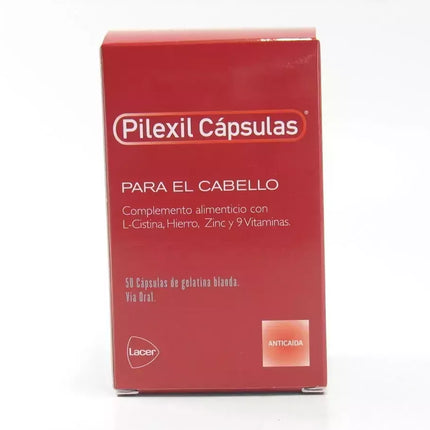 Pilexil Cápsulas®
PARA EL CABELLO
Complemento alimenticio con
L-Cistina, Hierro, Zinc y 9 Vitaminas.
50 Cápsulas de gelatina blanda.
Vía Oral.
Lacer
ANTICAÍDA